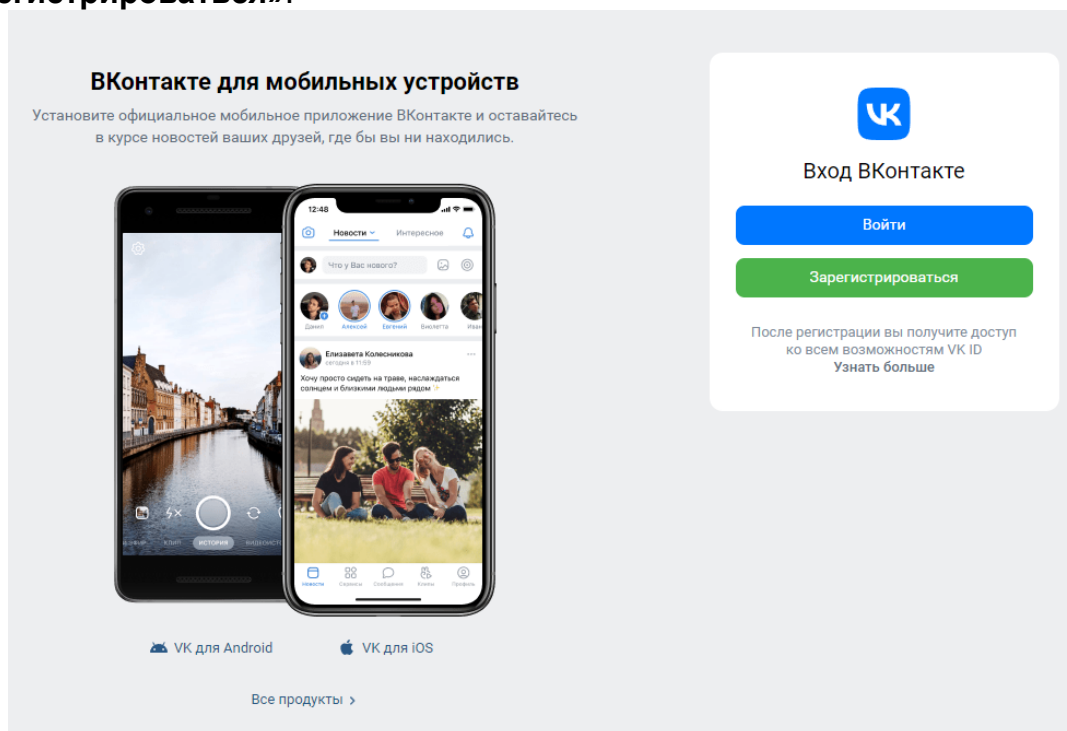 ВКонтакте для мобильных устройств
Установите официальное мобильное приложение ВКонтакте и оставайтесь
в курсе новостей ваших друзей, где бы вы ни находились.
12:48
Новости
Интересное
Что у Вас нового?
Алексей
Евгений
Виолетта
Елизавета Колесникова
сегодня в 11:59
Хочу просто сидеть на траве, наслаждаться
солнцем и близкими людьми рядом
КЛИП
ИСТОРИЯ
Новости
Сервисы
Сообщения
Клипы
Профиль
VK для Android
VK для iOS
Все продукты
VK
Вход ВКонтакте
Войти
Зарегистрироваться
После регистрации вы получите доступ
ко всем возможностям VK ID
Узнать больше